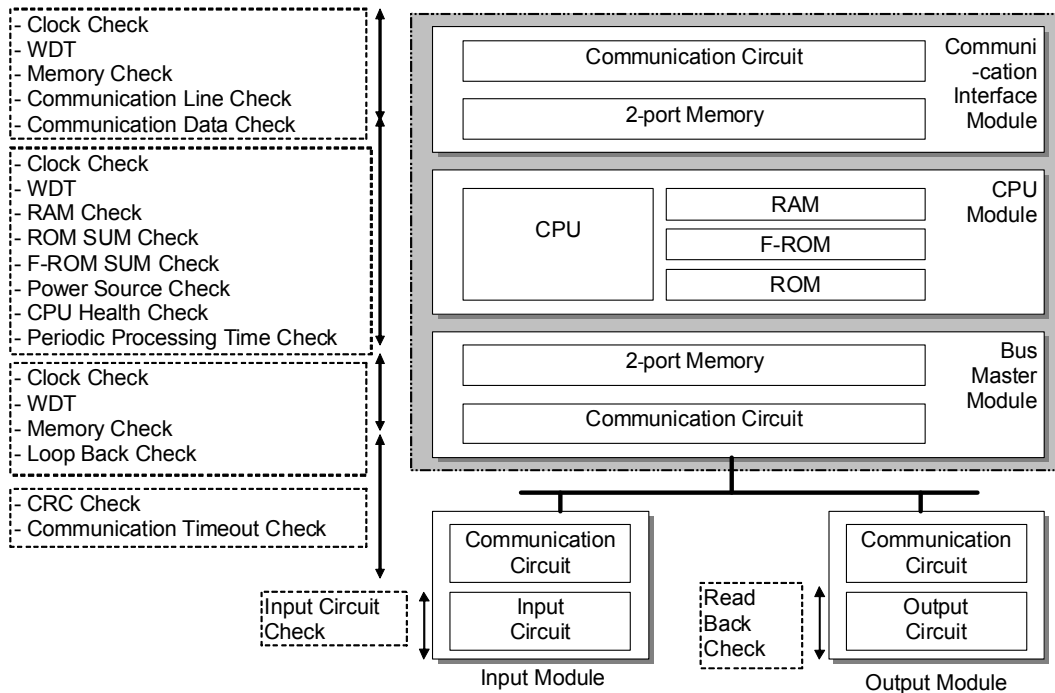 - Clock Check
- WDT
- Memory Check
- Communication Line Check
- Communication Data Check
- Clock Check
- WDT
- RAM Check
- ROM SUM Check
- F-ROM SUM Check
- Power Source Check
- CPU Health Check
- Periodic Processing Time Check
- Clock Check
- WDT
- Memory Check
- Loop Back Check
- CRC Check
- Communication Timeout Check
Input Circuit
Check
Communication Circuit
2-port Memory
Communi
-cation
Interface
Module
CPU
RAM
F-ROM
ROM
CPU
Module
2-port Memory
Communication Circuit
Bus
Master
Module
Communication
Circuit
Input
Circuit
Input Module
Read
Back
Check
Communication
Circuit
Output
Circuit
Output Module